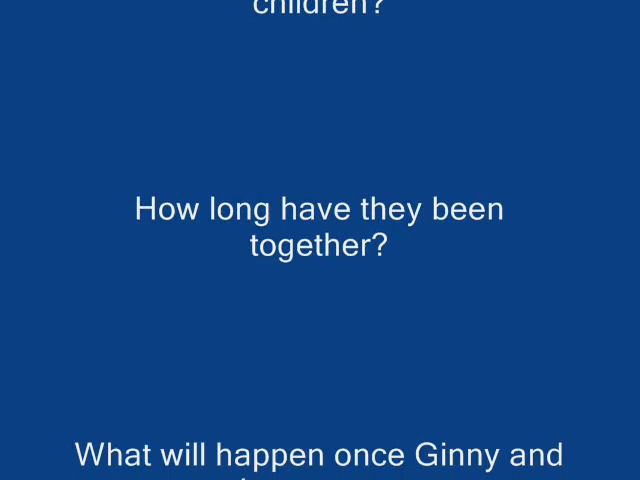 children?
How long have they been
together?
What will happen once Ginny and